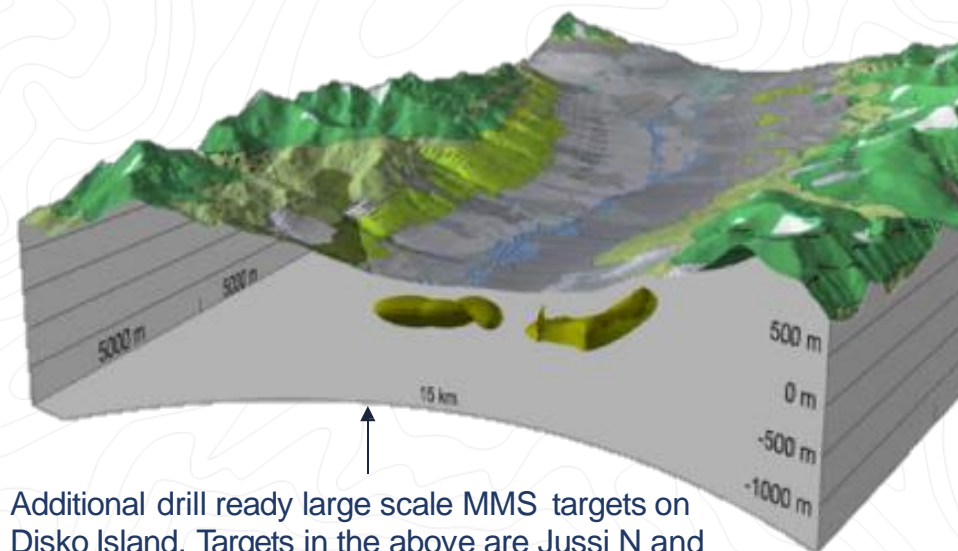 5000 m
5000 m
15 km
500 m
0 m
-500 m
-1000 m
Additional drill ready large scale MMS targets on
Disko Island. Targets in the above are Jussi N and